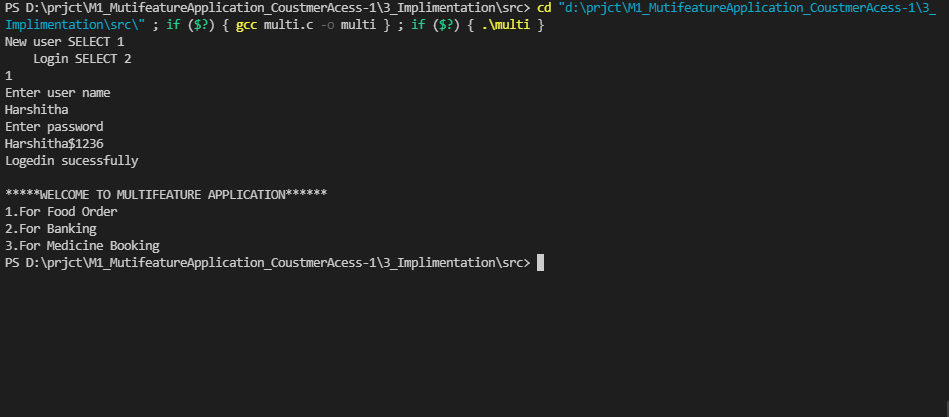 PS D:\prjct\M1_MutifeatureApplication_CoustmerAcess-1\3_Implimentation\src> cd "d:\prjct\M1_MutifeatureApplication_CoustmerAcess-1\3_
Implimentation\src\" ; if ($?) { gcc multi.c -o multi } ; if ($?) { .\multi }
New user SELECT 1
    Login SELECT 2
1
Enter user name
Harshitha
Enter password
Harshitha$1236
Logedin sucessfully

*****WELCOME TO MULTIFEATURE APPLICATION******
1.For Food Order
2.For Banking
3.For Medicine Booking
PS D:\prjct\M1_MutifeatureApplication_CoustmerAcess-1\3_Implimentation\src>